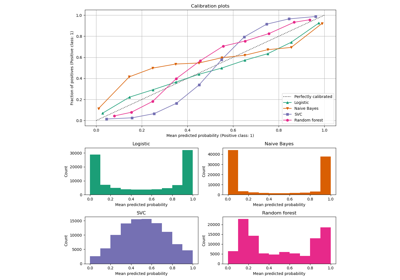 Calibration plots
Fraction of positives (Positive class: 1)
1.0
0.8
0.6
0.4
0.2
0.0
Perfectly calibrated
Logistic
Naive Bayes
SVC
Random forest
0.0 0.2 0.4 0.6 0.8 1.0
Mean predicted probability (Positive class: 1)
Logistic
Count
30000
20000
10000
0
0.0 0.2 0.4 0.6 0.8 1.0
Mean predicted probability
Naive Bayes
Count
40000
30000
20000
10000
0
0.0 0.2 0.4 0.6 0.8 1.0
Mean predicted probability
SVC
Count
15000
10000
5000
0
0.0 0.2 0.4 0.6 0.8 1.0
Mean predicted probability
Random forest
Count
20000
15000
10000
5000
0
0.0 0.2 0.4 0.6 0.8 1.0
Mean predicted probability